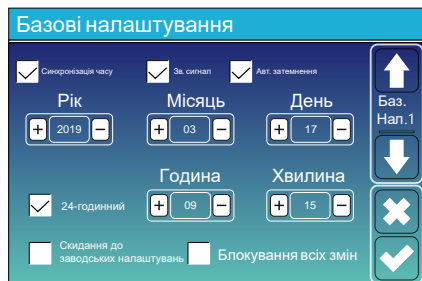 Базові налаштування
Синхронізація часу Зв. сигнал Авт. затемнення
Рік Місяць День
+ 2019 − + 03 − + 17 −
Баз.
Нал.1
Година Хвилина
24-годинний + 09 − + 15 −
Скидання до
заводських налаштувань
Блокування всіх змін